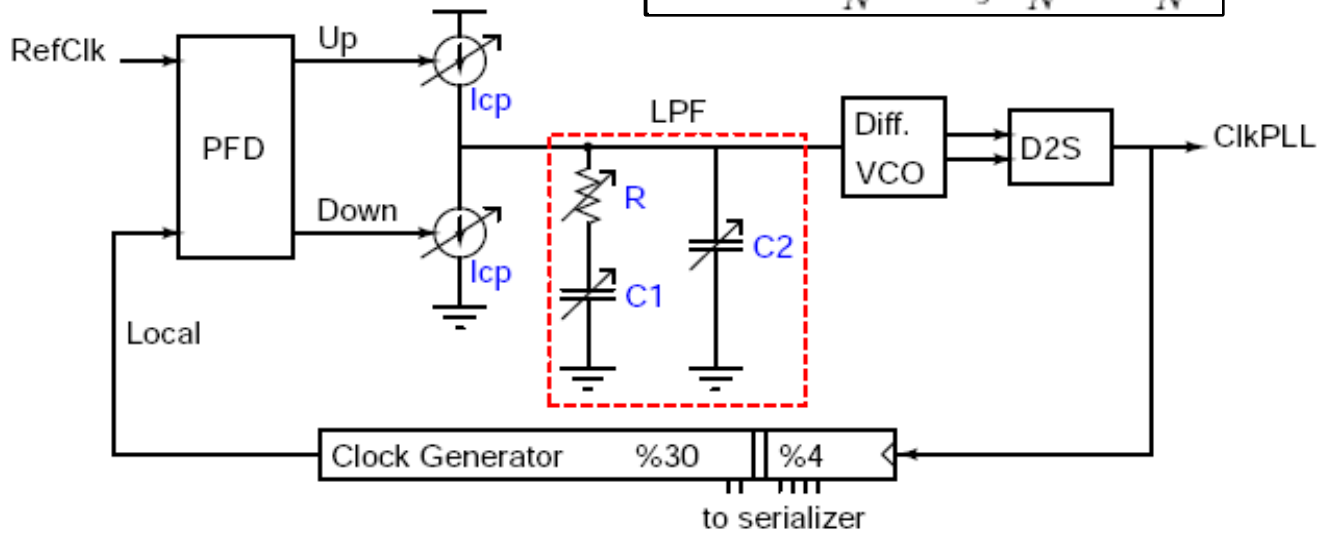 N N N
RefClk
Up
Icp
PFD
LPF
Diff.
VCO
D2S
ClkPLL
Down
Icp
R
C1
C2
Local
Clock Generator %30 %4
to serializer